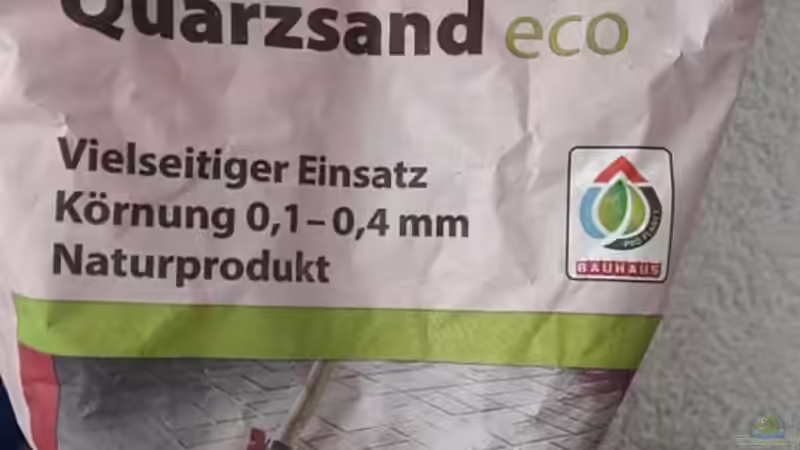 Quarzsand eco
Vielseitiger Einsatz
Körnung 0,1–0,4 mm
Naturprodukt
PRO PLANET
BAUHAUS